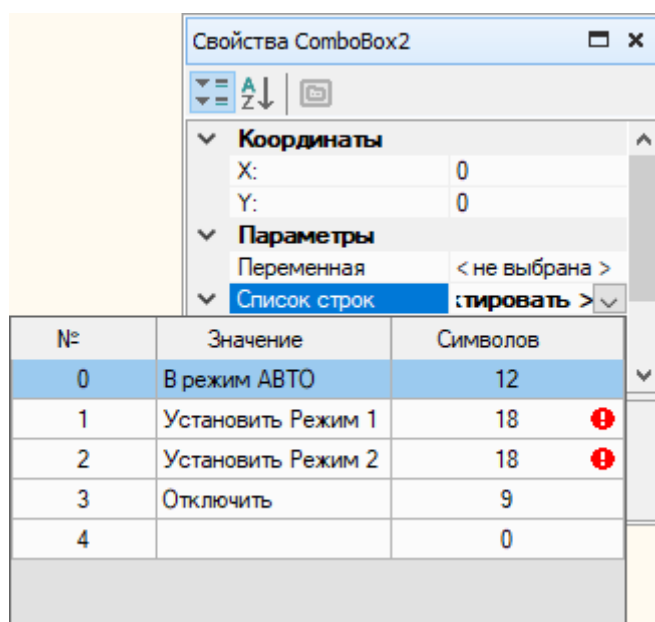 Свойства ComboBox2
Координаты
X: 0
Y: 0
Параметры
Переменная < не выбрана >
Список строк ктировать >
№ Значение Символов
0 В режим АВТО 12
1 Установить Режим 1 18
2 Установить Режим 2 18
3 Отключить 9
4 0